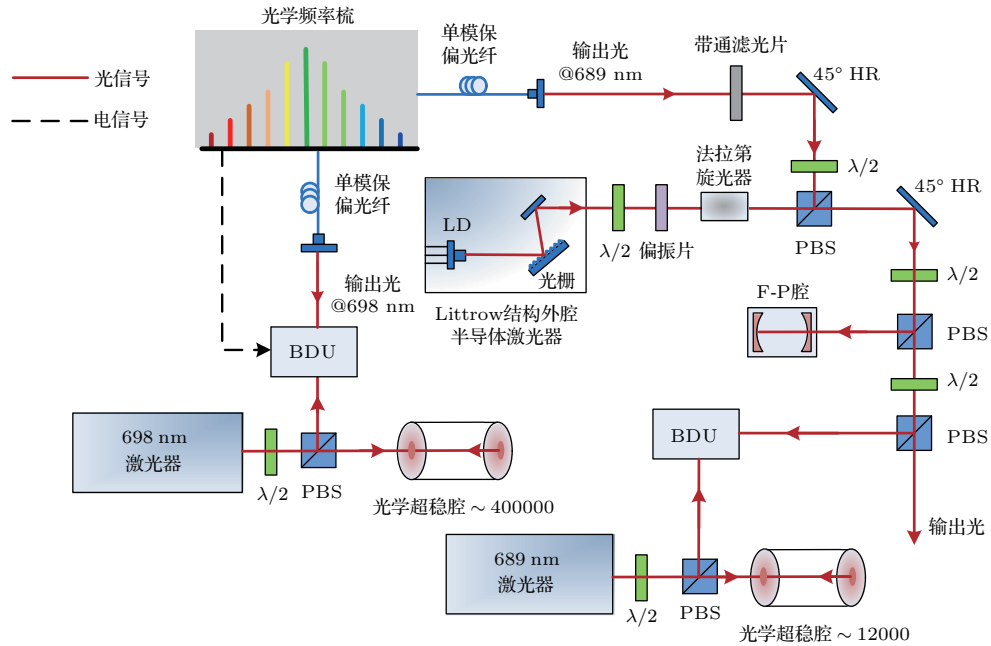 光学频率梳
光信号
电信号
单模保
偏光纤
输出光
@689 nm
带通滤光片
45° HR
λ/2
法拉第
旋光器
PBS
45° HR
单模保
偏光纤
LD
光栅
Littrow结构外腔
半导体激光器
λ/2
偏振片
输出光
@698 nm
BDU
λ/2
F-P腔
PBS
λ/2
PBS
BDU
698 nm
激光器
λ/2
PBS
光学超稳腔 ~ 400000
输出光
689 nm
激光器
λ/2
PBS
光学超稳腔 ~ 12000